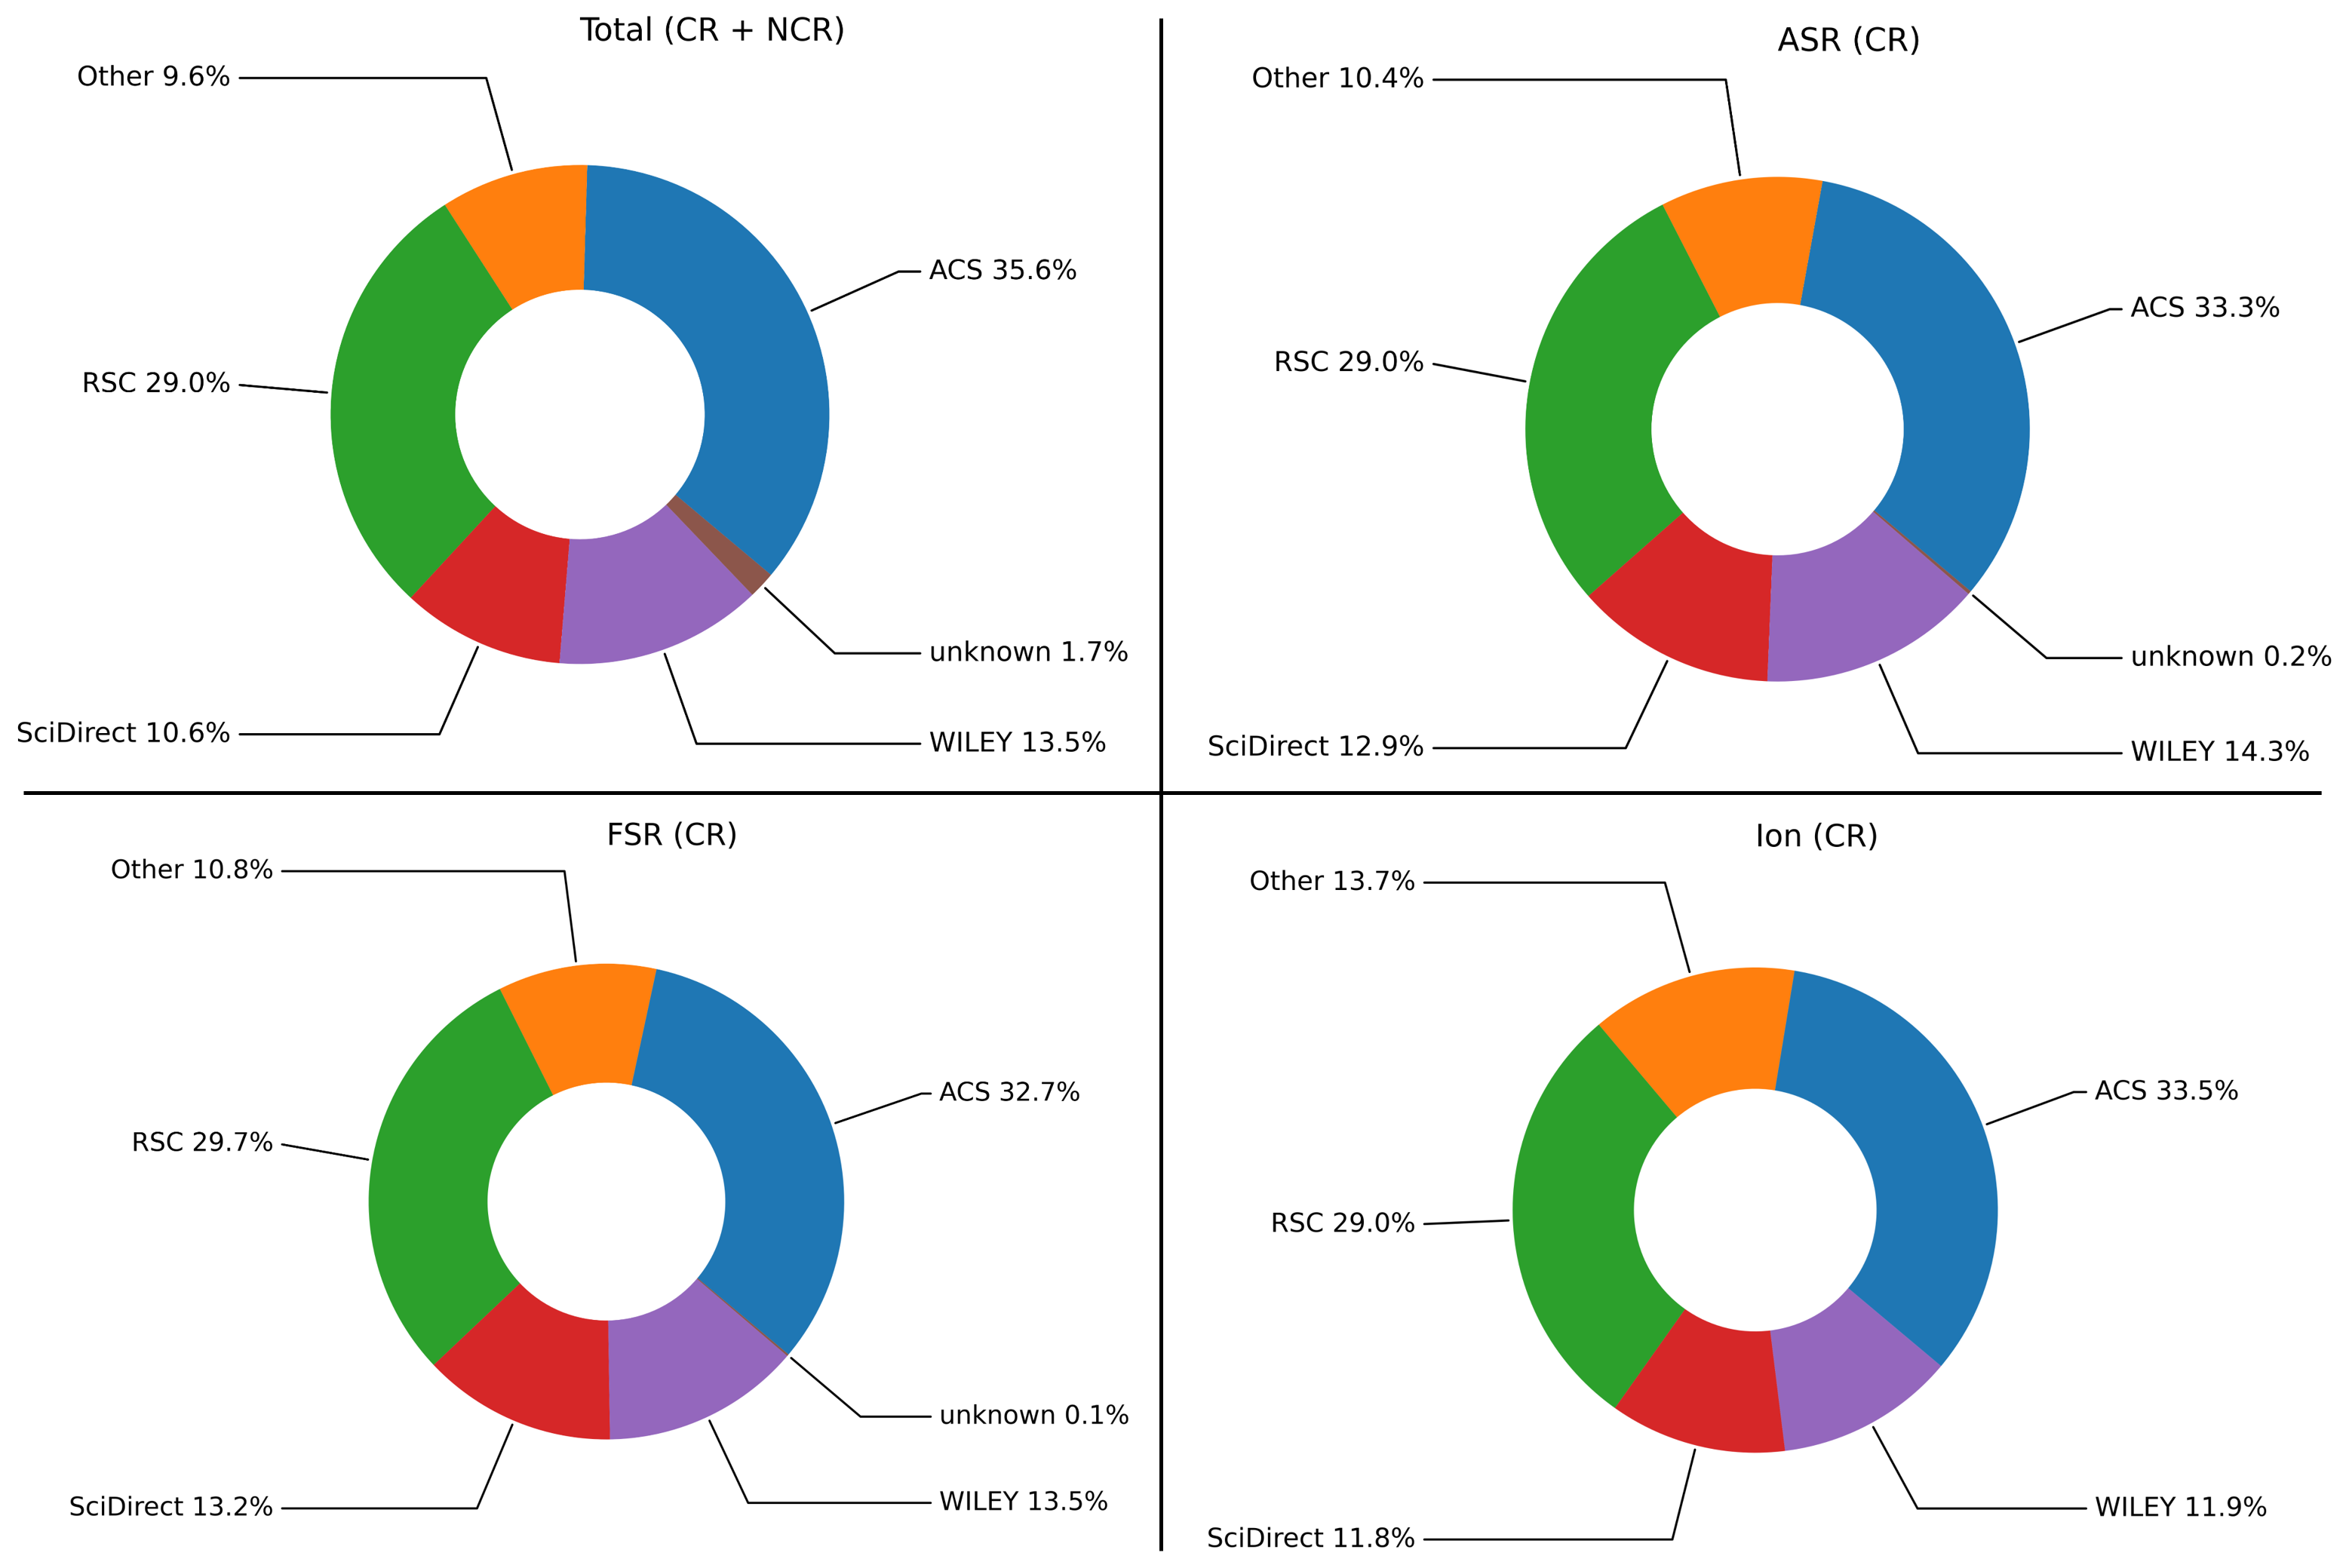 Total (CR + NCR)
Other 9.6%
ACS 35.6%
RSC 29.0%
unknown 1.7%
SciDirect 10.6%
WILEY 13.5%
ASR (CR)
Other 10.4%
ACS 33.3%
RSC 29.0%
unknown 0.2%
SciDirect 12.9%
WILEY 14.3%
FSR (CR)
Other 10.8%
ACS 32.7%
RSC 29.7%
unknown 0.1%
SciDirect 13.2%
WILEY 13.5%
Ion (CR)
Other 13.7%
ACS 33.5%
RSC 29.0%
WILEY 11.9%
SciDirect 11.8%